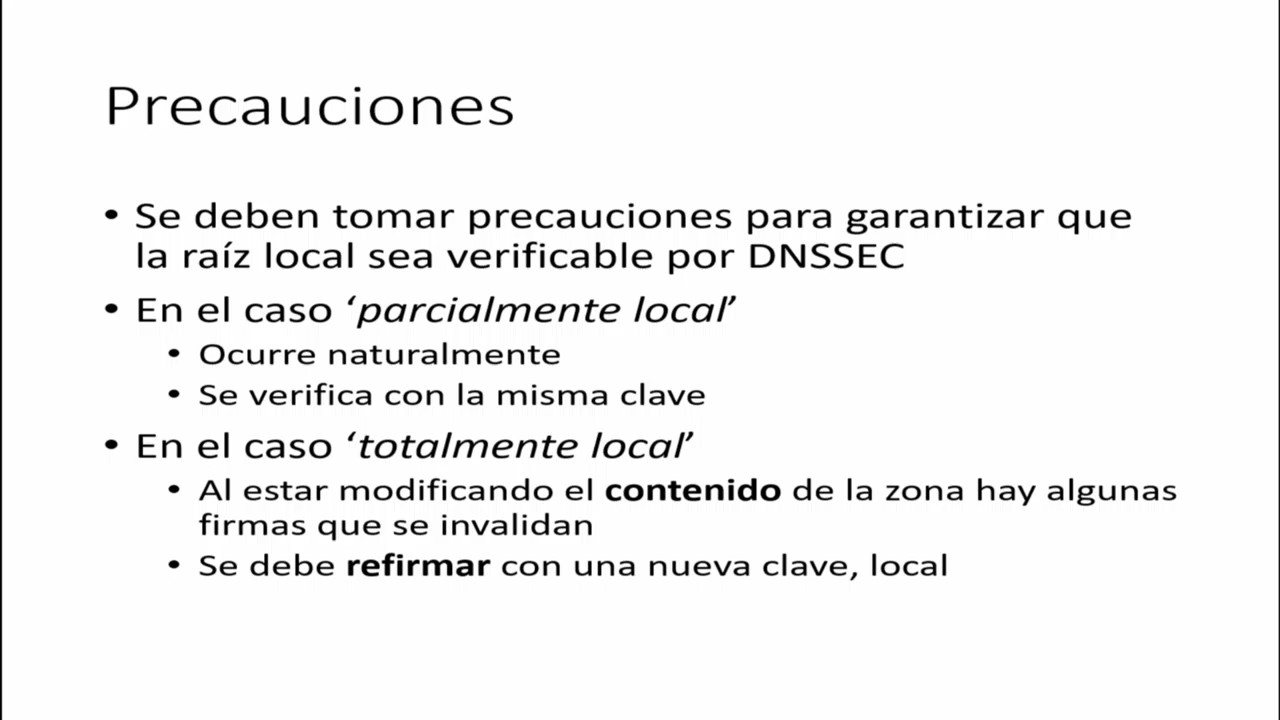 Precauciones
• Se deben tomar precauciones para garantizar que
la raíz local sea verificable por DNSSEC
• En el caso ‘parcialmente local’
• Ocurre naturalmente
• Se verifica con la misma clave
• En el caso ‘totalmente local’
• Al estar modificando el contenido de la zona hay algunas
firmas que se invalidan
• Se debe refirmar con una nueva clave, local